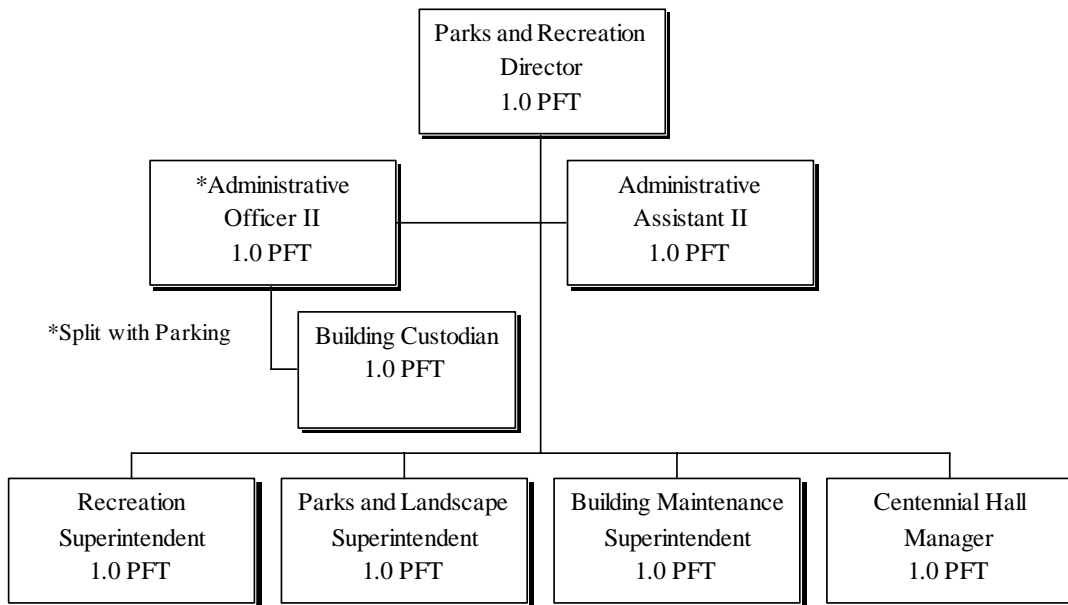 Parks and Recreation
Director
1.0 PFT
*Administrative
Officer II
1.0 PFT
Administrative
Assistant II
1.0 PFT
*Split with Parking
Building Custodian
1.0 PFT
Recreation
Superintendent
1.0 PFT
Parks and Landscape
Superintendent
1.0 PFT
Building Maintenance
Superintendent
1.0 PFT
Centennial Hall
Manager
1.0 PFT